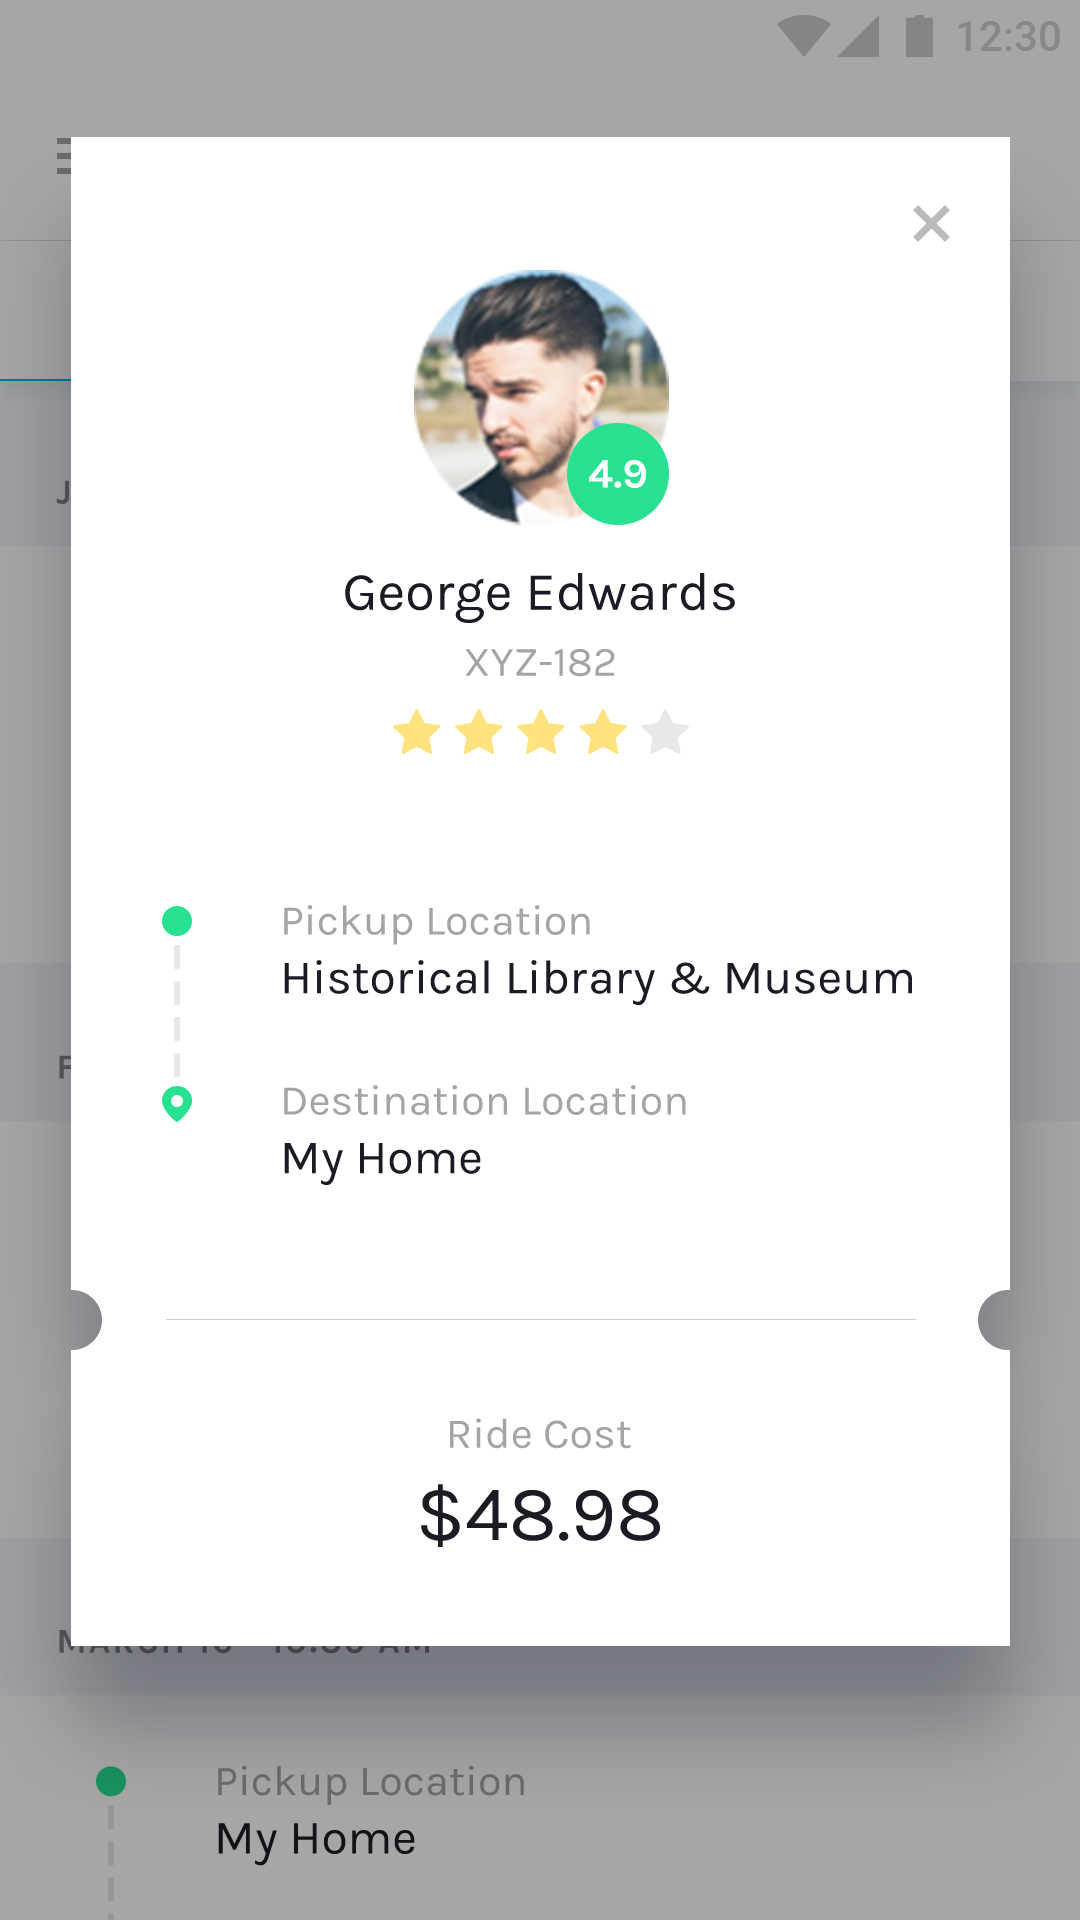 12:30
4.9
George Edwards
XYZ-182
Pickup Location
Historical Library & Museum
Destination Location
My Home
Ride Cost
$48.98
Pickup Location
My Home